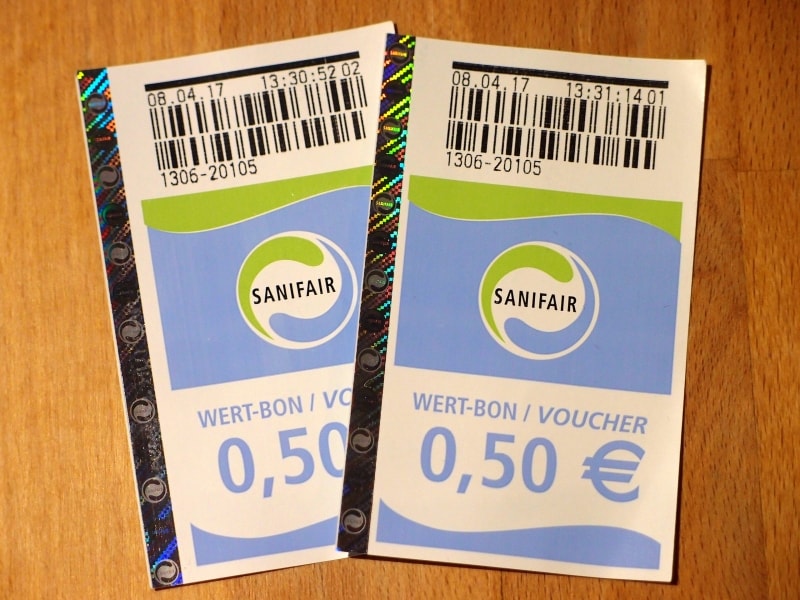 08.04.17 13:30:52 02
1306-20105
SANIFAIR
WERT-BON / VO
0,50
08.04.17 13:31:14 01
1306-20105
SANIFAIR
WERT-BON / VOUCHER
0,50 €